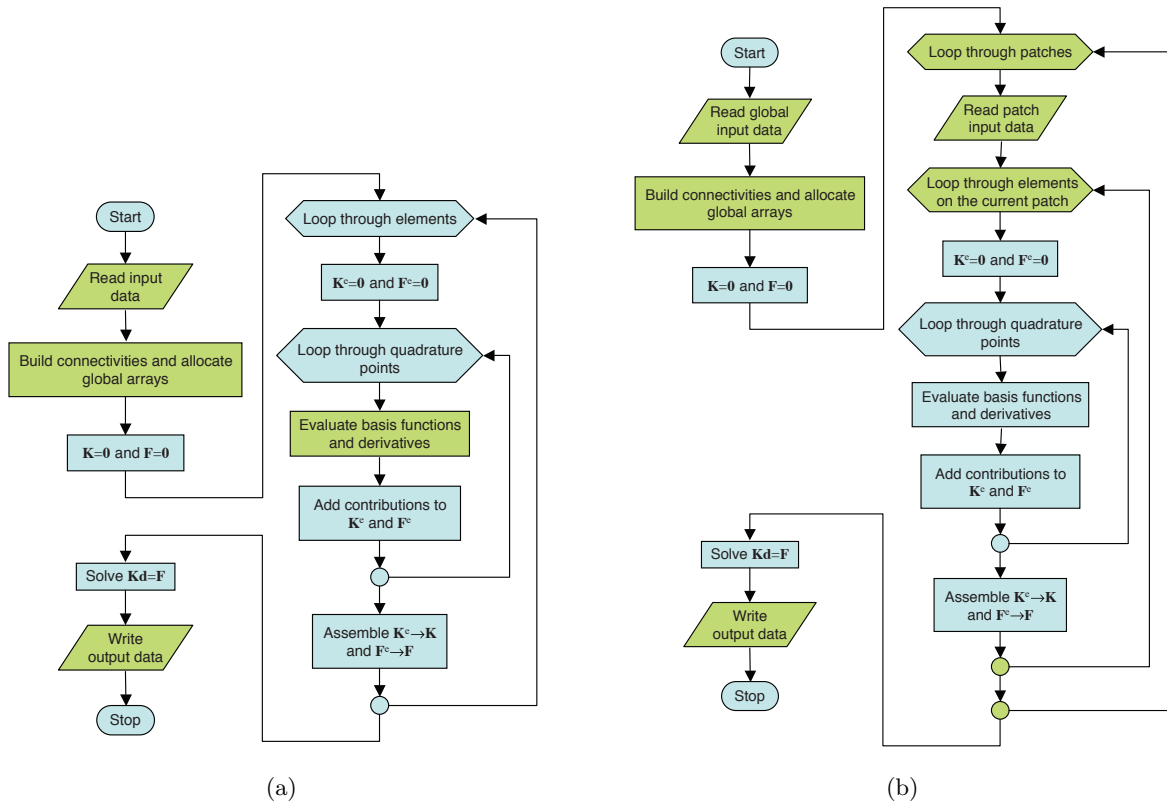 Start
Read input
data
Build connectivities and allocate
global arrays
K=0 and F=0
Loop through elements
Kᵉ=0 and Fᵉ=0
Loop through quadrature
points
Evaluate basis functions
and derivatives
Add contributions to
Kᵉ and Fᵉ
Assemble Kᵉ→K
and Fᵉ→F
Solve Kd=F
Write
output data
Stop
(a)
Start
Read global
input data
Build connectivities and allocate
global arrays
K=0 and F=0
Loop through patches
Read patch
input data
Loop through elements
on the current patch
Kᵉ=0 and Fᵉ=0
Loop through quadrature
points
Evaluate basis functions
and derivatives
Add contributions to
Kᵉ and Fᵉ
Assemble Kᵉ→K
and Fᵉ→F
Solve Kd=F
Write
output data
Stop
(b)